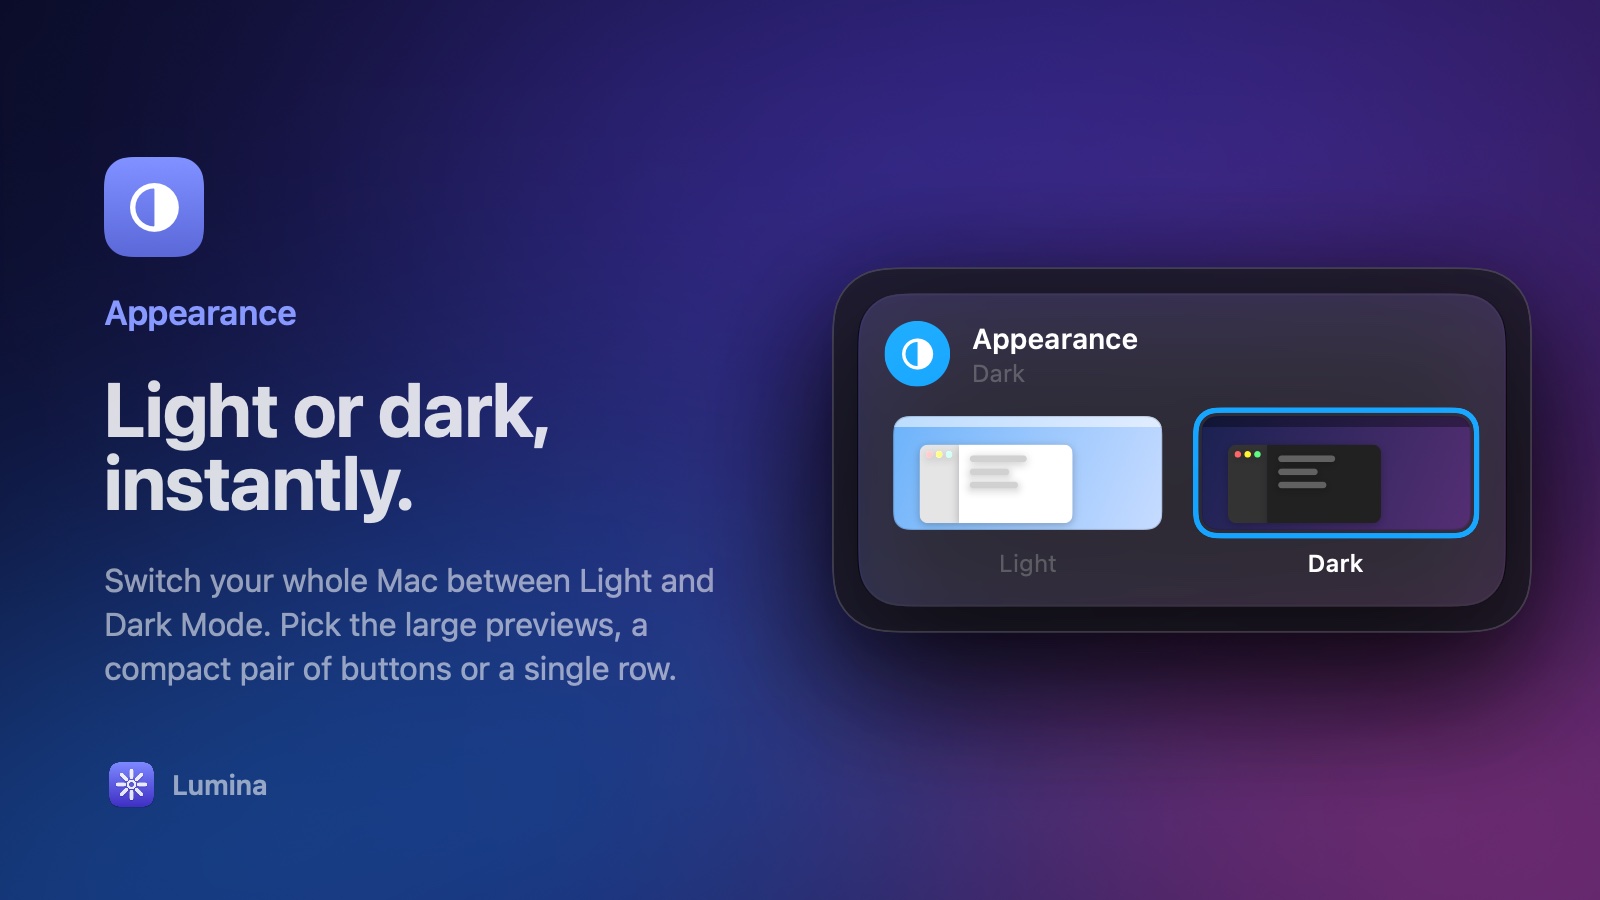 Appearance
Light or dark,
instantly.
Switch your whole Mac between Light and
Dark Mode. Pick the large previews, a
compact pair of buttons or a single row.
Lumina
Appearance
Dark
Light
Dark